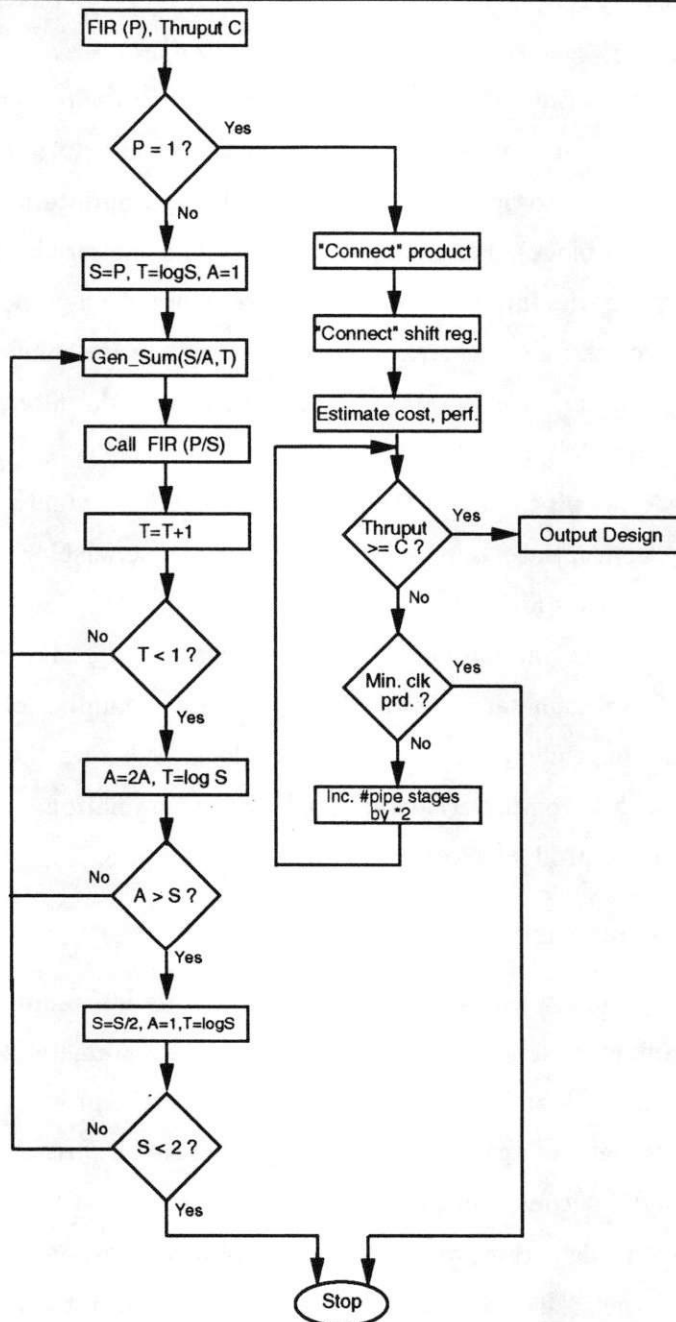 FIR (P), Thruput C
P = 1 ?
Yes
No
S=P, T=logS, A=1
Gen_Sum(S/A,T)
Call FIR (P/S)
T=T+1
T < 1 ?
No
Yes
A=2A, T=log S
A > S ?
No
Yes
S=S/2, A=1,T=logS
S < 2 ?
No
Yes
"Connect" product
"Connect" shift reg.
Estimate cost, perf.
Thruput
>= C ?
Yes
No
Output Design
Min. clk
prd. ?
Yes
No
Inc. #pipe stages
by *2
Stop